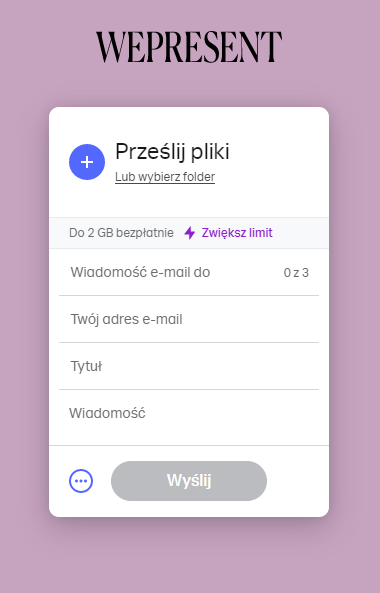 WEPRESENT
Prześlij pliki
Lub wybierz folder
Do 2 GB bezpłatnie Zwiększ limit
Wiadomość e-mail do 0 z 3
Twój adres e-mail
Tytuł
Wiadomość
Wyślij